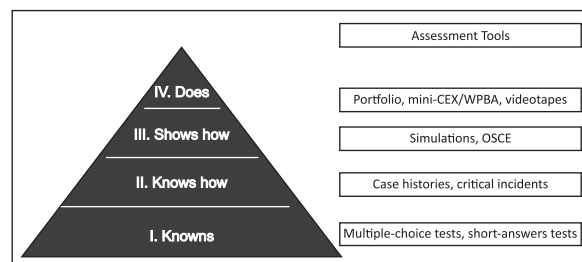 Assessment Tools
IV. Does
Portfolio, mini-CEX/WPBA, videotapes
III. Shows how
Simulations, OSCE
II. Knows how
Case histories, critical incidents
I. Knowns
Multiple-choice tests, short-answers tests